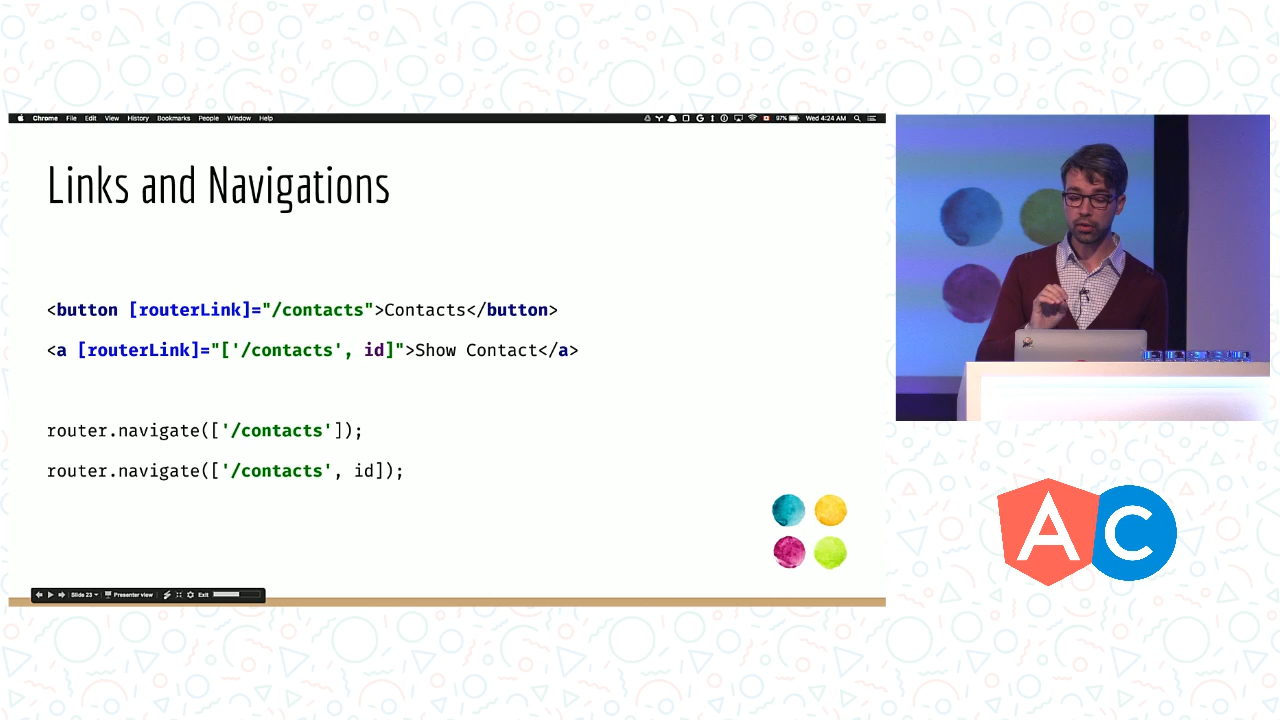 Chrome File Edit View History Bookmarks People Window Help
97% Wed 4:24 AM
Links and Navigations
<button [routerLink]="/contacts">Contacts</button>
<a [routerLink]="['/contacts', id]">Show Contact</a>
router.navigate(['/contacts']);
router.navigate(['/contacts', id]);
Slide 23 Presenter view Exit
AC